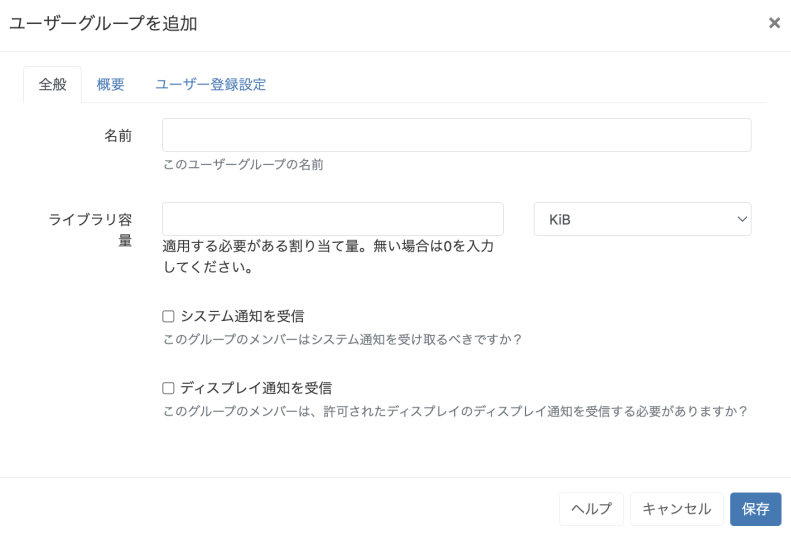 ユーザーグループを追加
×
全般 概要 ユーザー登録設定
名前
このユーザーグループの名前
ライブラリ容
量
KiB
適用する必要がある割り当て量。無い場合は0を入力
してください。
システム通知を受信
このグループのメンバーはシステム通知を受け取るべきですか？
ディスプレイ通知を受信
このグループのメンバーは、許可されたディスプレイのディスプレイ通知を受信する必要がありますか？
ヘルプ キャンセル 保存